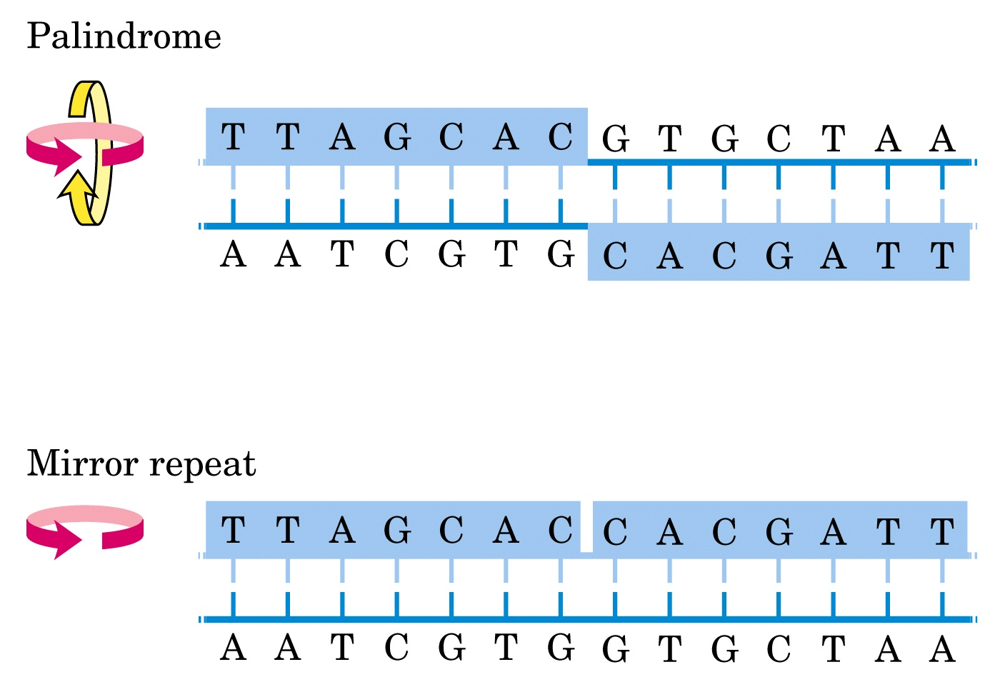 Palindrome
T T A G C A C G T G C T A A
A A T C G T G C A C G A T T
Mirror repeat
T T A G C A C C A C G A T T
A A T C G T G G T G C T A A